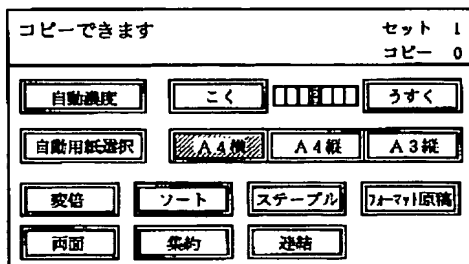 コピーできます
セット 1
コピー 0
自動濃度 こく うすく
自動用紙選択 A4横 A4縦 A3縦
変倍 ソート ステープル フォーマット原稿
両面 集約 連結